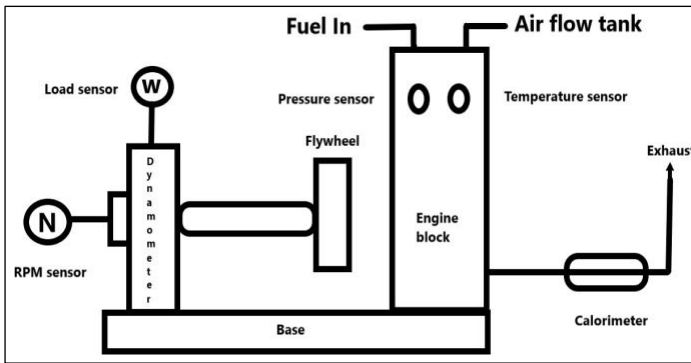 Fuel In
Air flow tank
Load sensor
W
Pressure sensor
Temperature sensor
Flywheel
Dynamometer
Exhaust
N
Engine
block
RPM sensor
Base
Calorimeter